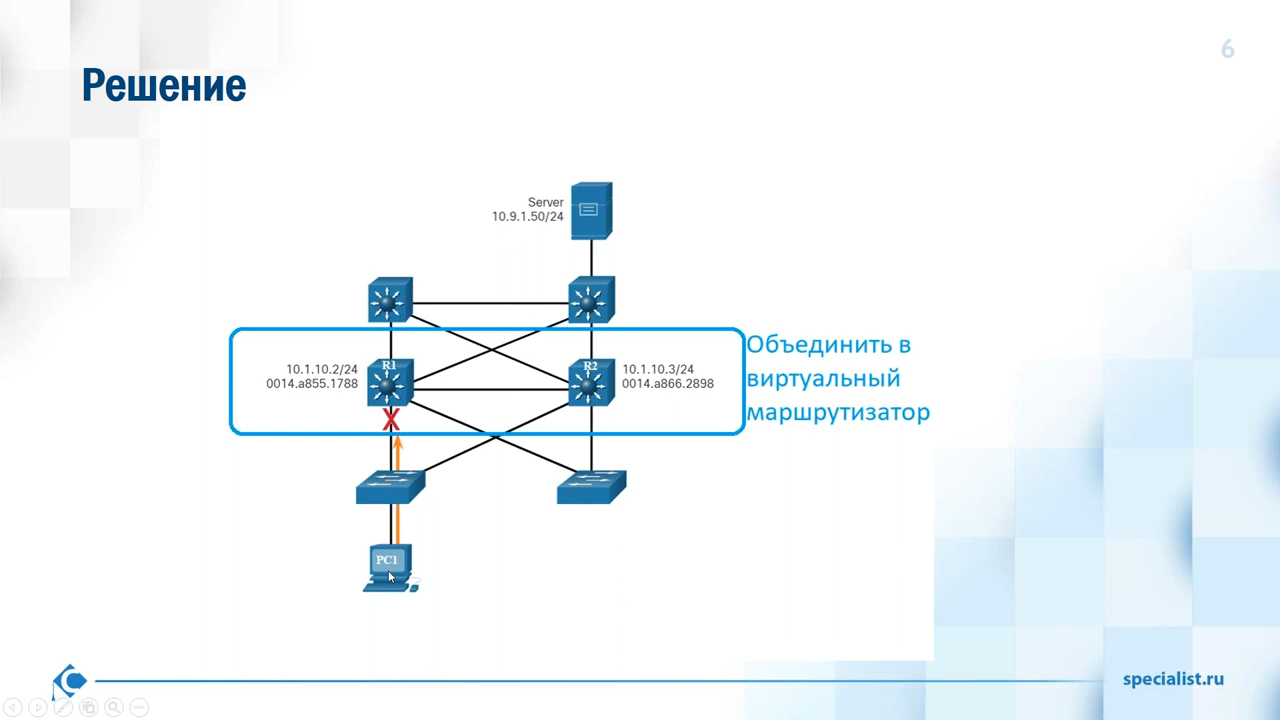 6
Решение
Server
10.9.1.50/24
10.1.10.2/24
0014.a855.1788
R1
R2
10.1.10.3/24
0014.a866.2898
Объединить в
виртуальный
маршрутизатор
X
PC1
specialist.ru